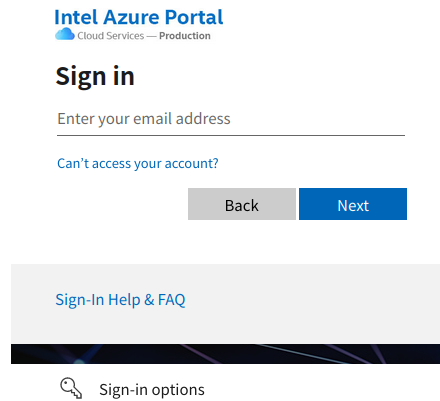 Intel Azure Portal
Cloud Services — Production
Sign in
Enter your email address
Can’t access your account?
Back
Next
Sign-In Help & FAQ
Sign-in options